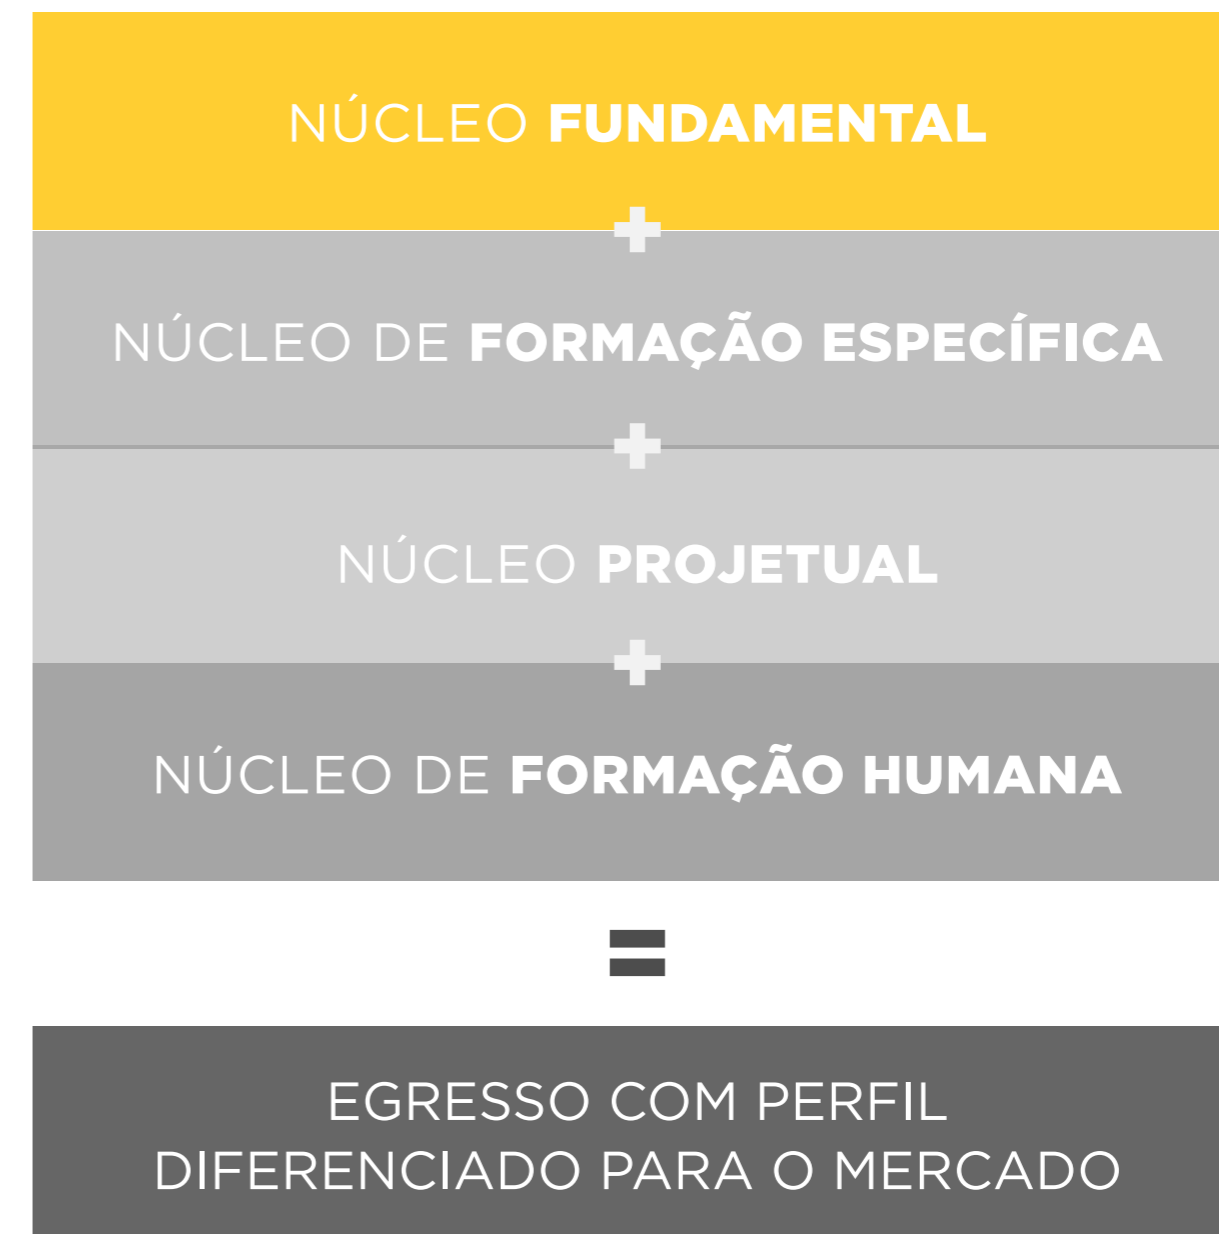 NÚCLEO FUNDAMENTAL
+
NÚCLEO DE FORMAÇÃO ESPECÍFICA
+
NÚCLEO PROJETUAL
+
NÚCLEO DE FORMAÇÃO HUMANA
=
EGRESSO COM PERFIL
DIFERENCIADO PARA O MERCADO